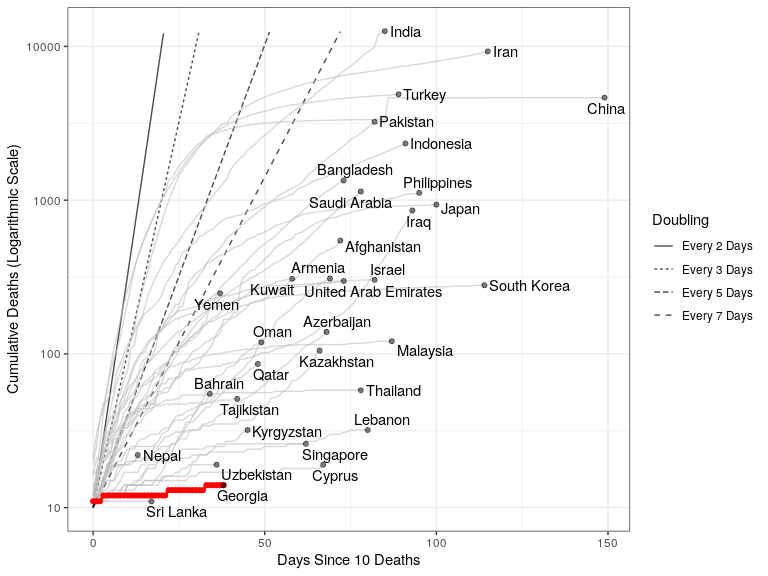 India
Iran
Turkey
China
Pakistan
Indonesia
Bangladesh
Philippines
Saudi Arabia
Japan
Iraq
Afghanistan
Armenia
Israel
Kuwait
United Arab Emirates
South Korea
Yemen
Azerbaijan
Oman
Malaysia
Kazakhstan
Qatar
Bahrain
Thailand
Tajikistan
Lebanon
Kyrgyzstan
Nepal
Singapore
Uzbekistan
Cyprus
Georgia
Sri Lanka
10000
1000
100
10
0
50
100
150
Days Since 10 Deaths
Cumulative Deaths (Logarithmic Scale)
Doubling
Every 2 Days
Every 3 Days
Every 5 Days
Every 7 Days